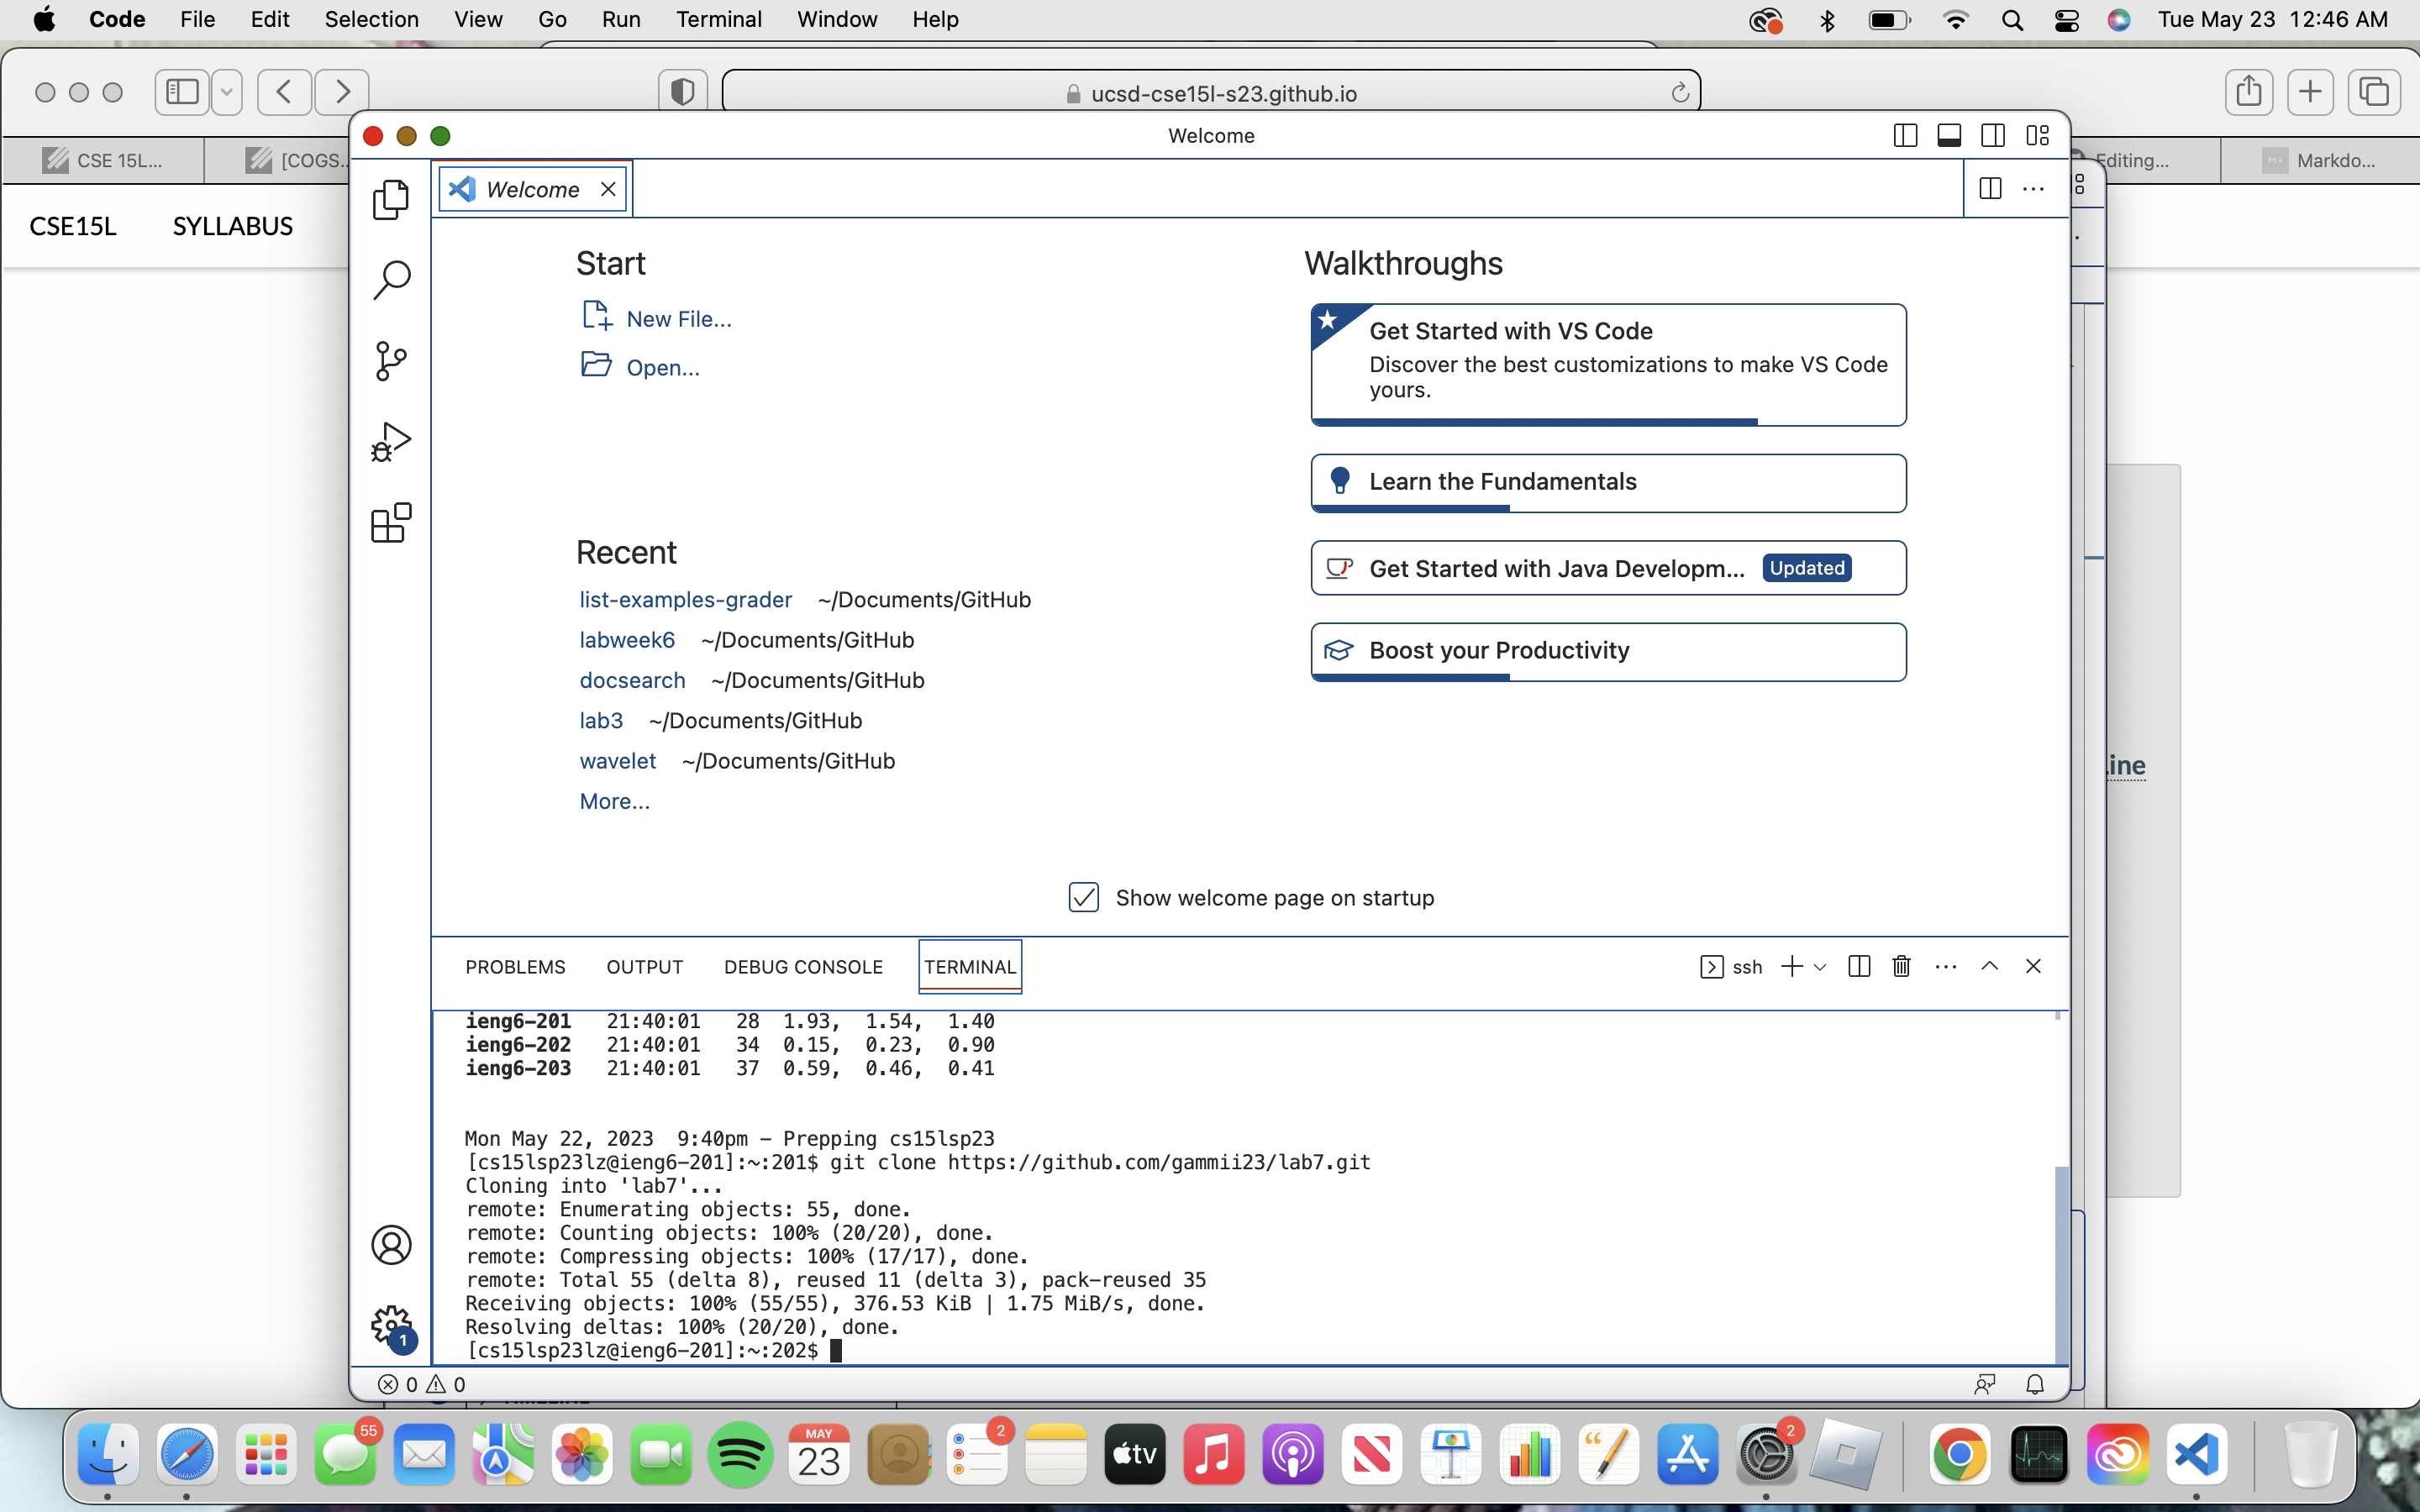 Code File Edit Selection View Go Run Terminal Window Help Tue May 23 12:46 AM
ucsd-cse15l-s23.github.io
Welcome
CSE 15L... [COGS... Editing... Markdo...
Welcome
CSE15L SYLLABUS
Start
New File...
Open...
Walkthroughs
Get Started with VS Code
Discover the best customizations to make VS Code
yours.
Learn the Fundamentals
Get Started with Java Developm... Updated
Boost your Productivity
Recent
list-examples-grader ~/Documents/GitHub
labweek6 ~/Documents/GitHub
docsearch ~/Documents/GitHub
lab3 ~/Documents/GitHub
wavelet ~/Documents/GitHub
More...
Show welcome page on startup
PROBLEMS OUTPUT DEBUG CONSOLE TERMINAL ssh
ieng6-201 21:40:01 28 1.93, 1.54, 1.40
ieng6-202 21:40:01 34 0.15, 0.23, 0.90
ieng6-203 21:40:01 37 0.59, 0.46, 0.41
Mon May 22, 2023 9:40pm - Prepping cs15lsp23
[cs15lsp23lz@ieng6-201]:~:201$ git clone https://github.com/gammii23/lab7.git
Cloning into 'lab7'...
remote: Enumerating objects: 55, done.
remote: Counting objects: 100% (20/20), done.
remote: Compressing objects: 100% (17/17), done.
remote: Total 55 (delta 8), reused 11 (delta 3), pack-reused 35
Receiving objects: 100% (55/55), 376.53 KiB | 1.75 MiB/s, done.
Resolving deltas: 100% (20/20), done.
[cs15lsp23lz@ieng6-201]:~:202$
1
0 0
55
MAY
23
2
tv
2